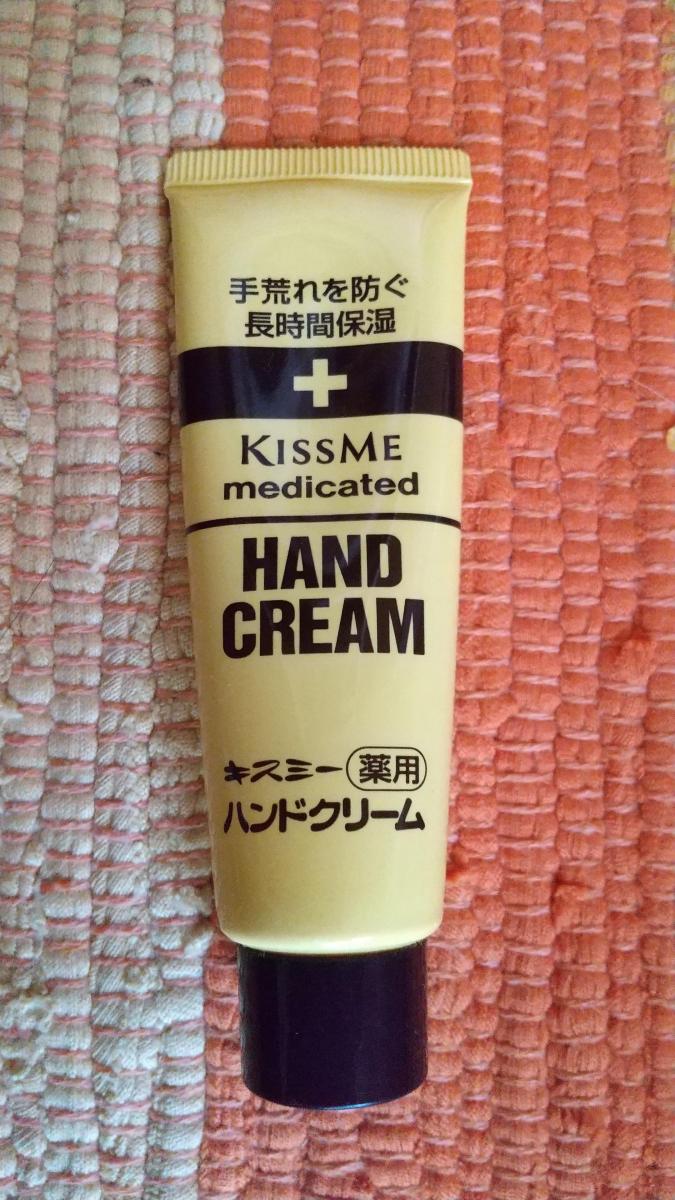 手荒れを防ぐ
長時間保湿
KISSME
medicated
HAND
CREAM
キスミー薬用
ハンドクリーム